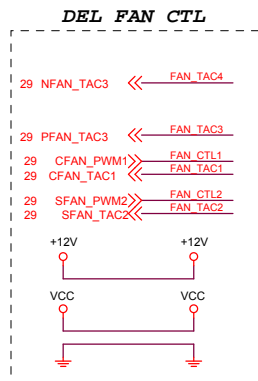 DEL FAN CTL
29 NFAN_TAC3 FAN_TAC4
29 PFAN_TAC3 FAN_TAC3
29 CFAN_PWM1 FAN_CTL1
29 CFAN_TAC1 FAN_TAC1
29 SFAN_PWM2 FAN_CTL2
29 SFAN_TAC2 FAN_TAC2
+12V +12V
VCC VCC